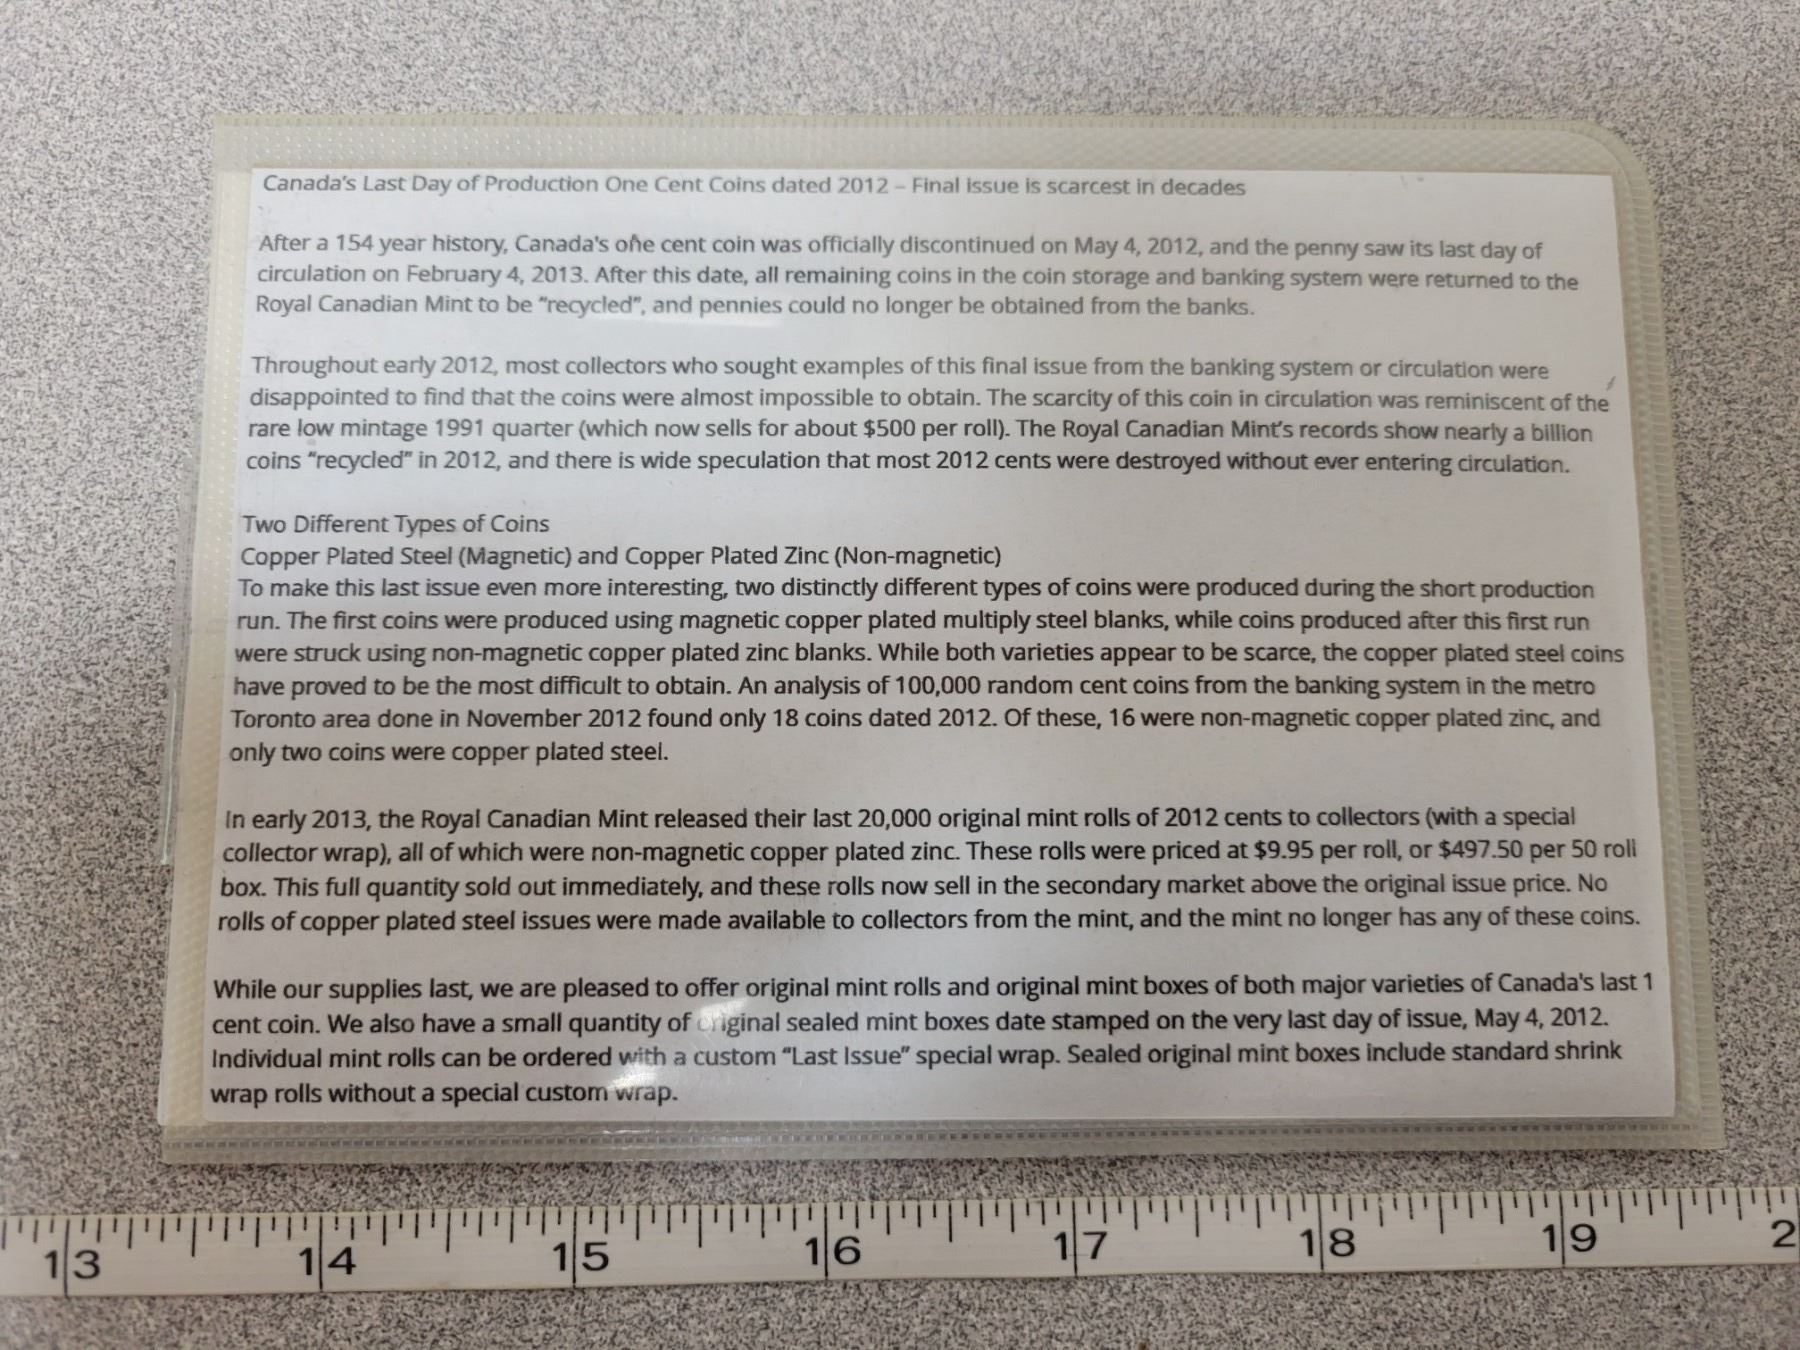 Canada's Last Day of Production One Cent Coins dated 2012 – Final issue is scarcest in decades
After a 154 year history, Canada's one cent coin was officially discontinued on May 4, 2012, and the penny saw its last day of
circulation on February 4, 2013. After this date, all remaining coins in the coin storage and banking system were returned to the
Royal Canadian Mint to be “recycled”, and pennies could no longer be obtained from the banks.
Throughout early 2012, most collectors who sought examples of this final issue from the banking system or circulation were
disappointed to find that the coins were almost impossible to obtain. The scarcity of this coin in circulation was reminiscent of the
rare low mintage 1991 quarter (which now sells for about $500 per roll). The Royal Canadian Mint's records show nearly a billion
coins “recycled” in 2012, and there is wide speculation that most 2012 cents were destroyed without ever entering circulation.
Two Different Types of Coins
Copper Plated Steel (Magnetic) and Copper Plated Zinc (Non-magnetic)
To make this last issue even more interesting, two distinctly different types of coins were produced during the short production
run. The first coins were produced using magnetic copper plated multiply steel blanks, while coins produced after this first run
were struck using non-magnetic copper plated zinc blanks. While both varieties appear to be scarce, the copper plated steel coins
have proved to be the most difficult to obtain. An analysis of 100,000 random cent coins from the banking system in the metro
Toronto area done in November 2012 found only 18 coins dated 2012. Of these, 16 were non-magnetic copper plated zinc, and
only two coins were copper plated steel.
In early 2013, the Royal Canadian Mint released their last 20,000 original mint rolls of 2012 cents to collectors (with a special
collector wrap), all of which were non-magnetic copper plated zinc. These rolls were priced at $9.95 per roll, or $497.50 per 50 roll
box. This full quantity sold out immediately, and these rolls now sell in the secondary market above the original issue price. No
rolls of copper plated steel issues were made available to collectors from the mint, and the mint no longer has any of these coins.
While our supplies last, we are pleased to offer original mint rolls and original mint boxes of both major varieties of Canada's last 1
cent coin. We also have a small quantity of original sealed mint boxes date stamped on the very last day of issue, May 4, 2012.
Individual mint rolls can be ordered with a custom “Last Issue” special wrap. Sealed original mint boxes include standard shrink
wrap rolls without a special custom wrap.
13 14 15 16 17 18 19 2